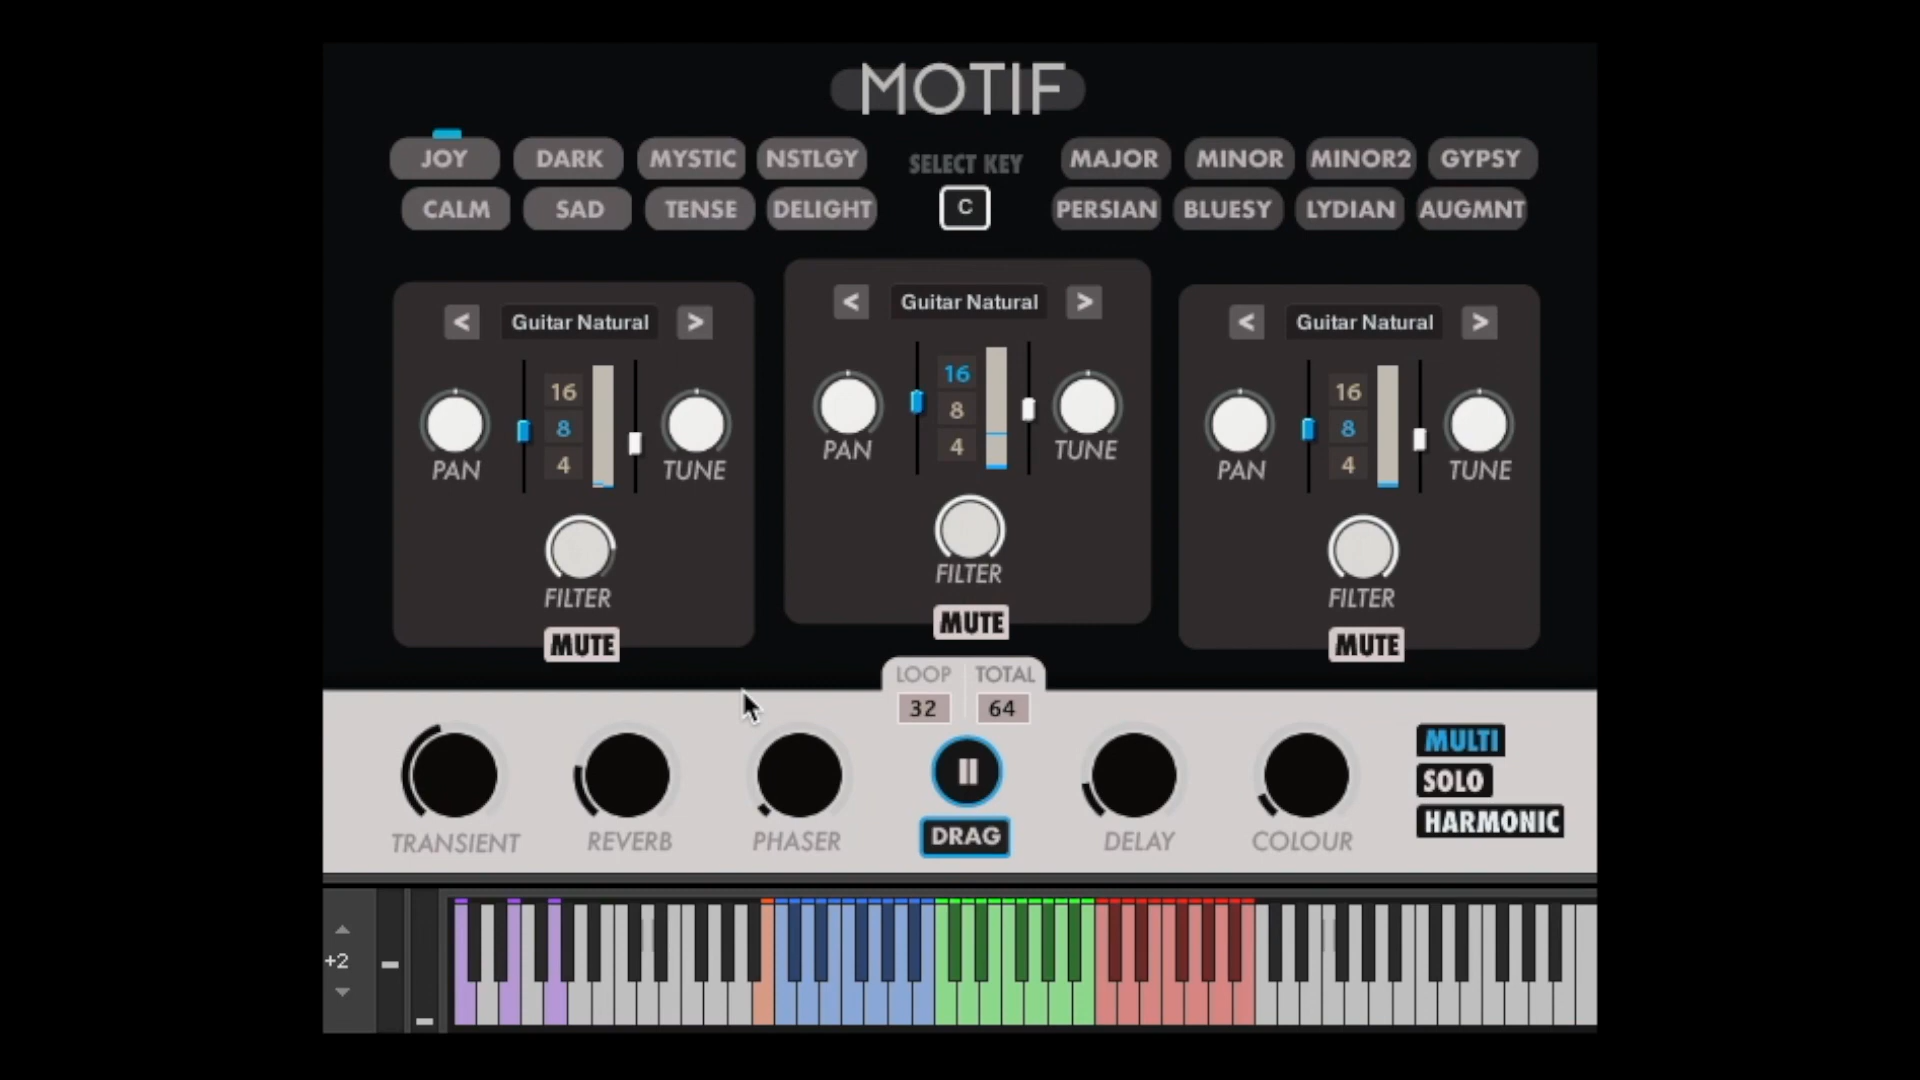 MOTIF
JOY DARK MYSTIC NSTLGY SELECT KEY MAJOR MINOR MINOR2 GYPSY
CALM SAD TENSE DELIGHT C PERSIAN BLUESY LYDIAN AUGMNT
< Guitar Natural >
16
8
4
PAN
TUNE
FILTER
MUTE
< Guitar Natural >
16
8
4
PAN
TUNE
FILTER
MUTE
< Guitar Natural >
16
8
4
PAN
TUNE
FILTER
MUTE
LOOP TOTAL
32 64
TRANSIENT REVERB PHASER DRAG DELAY COLOUR
MULTI
SOLO
HARMONIC
+2